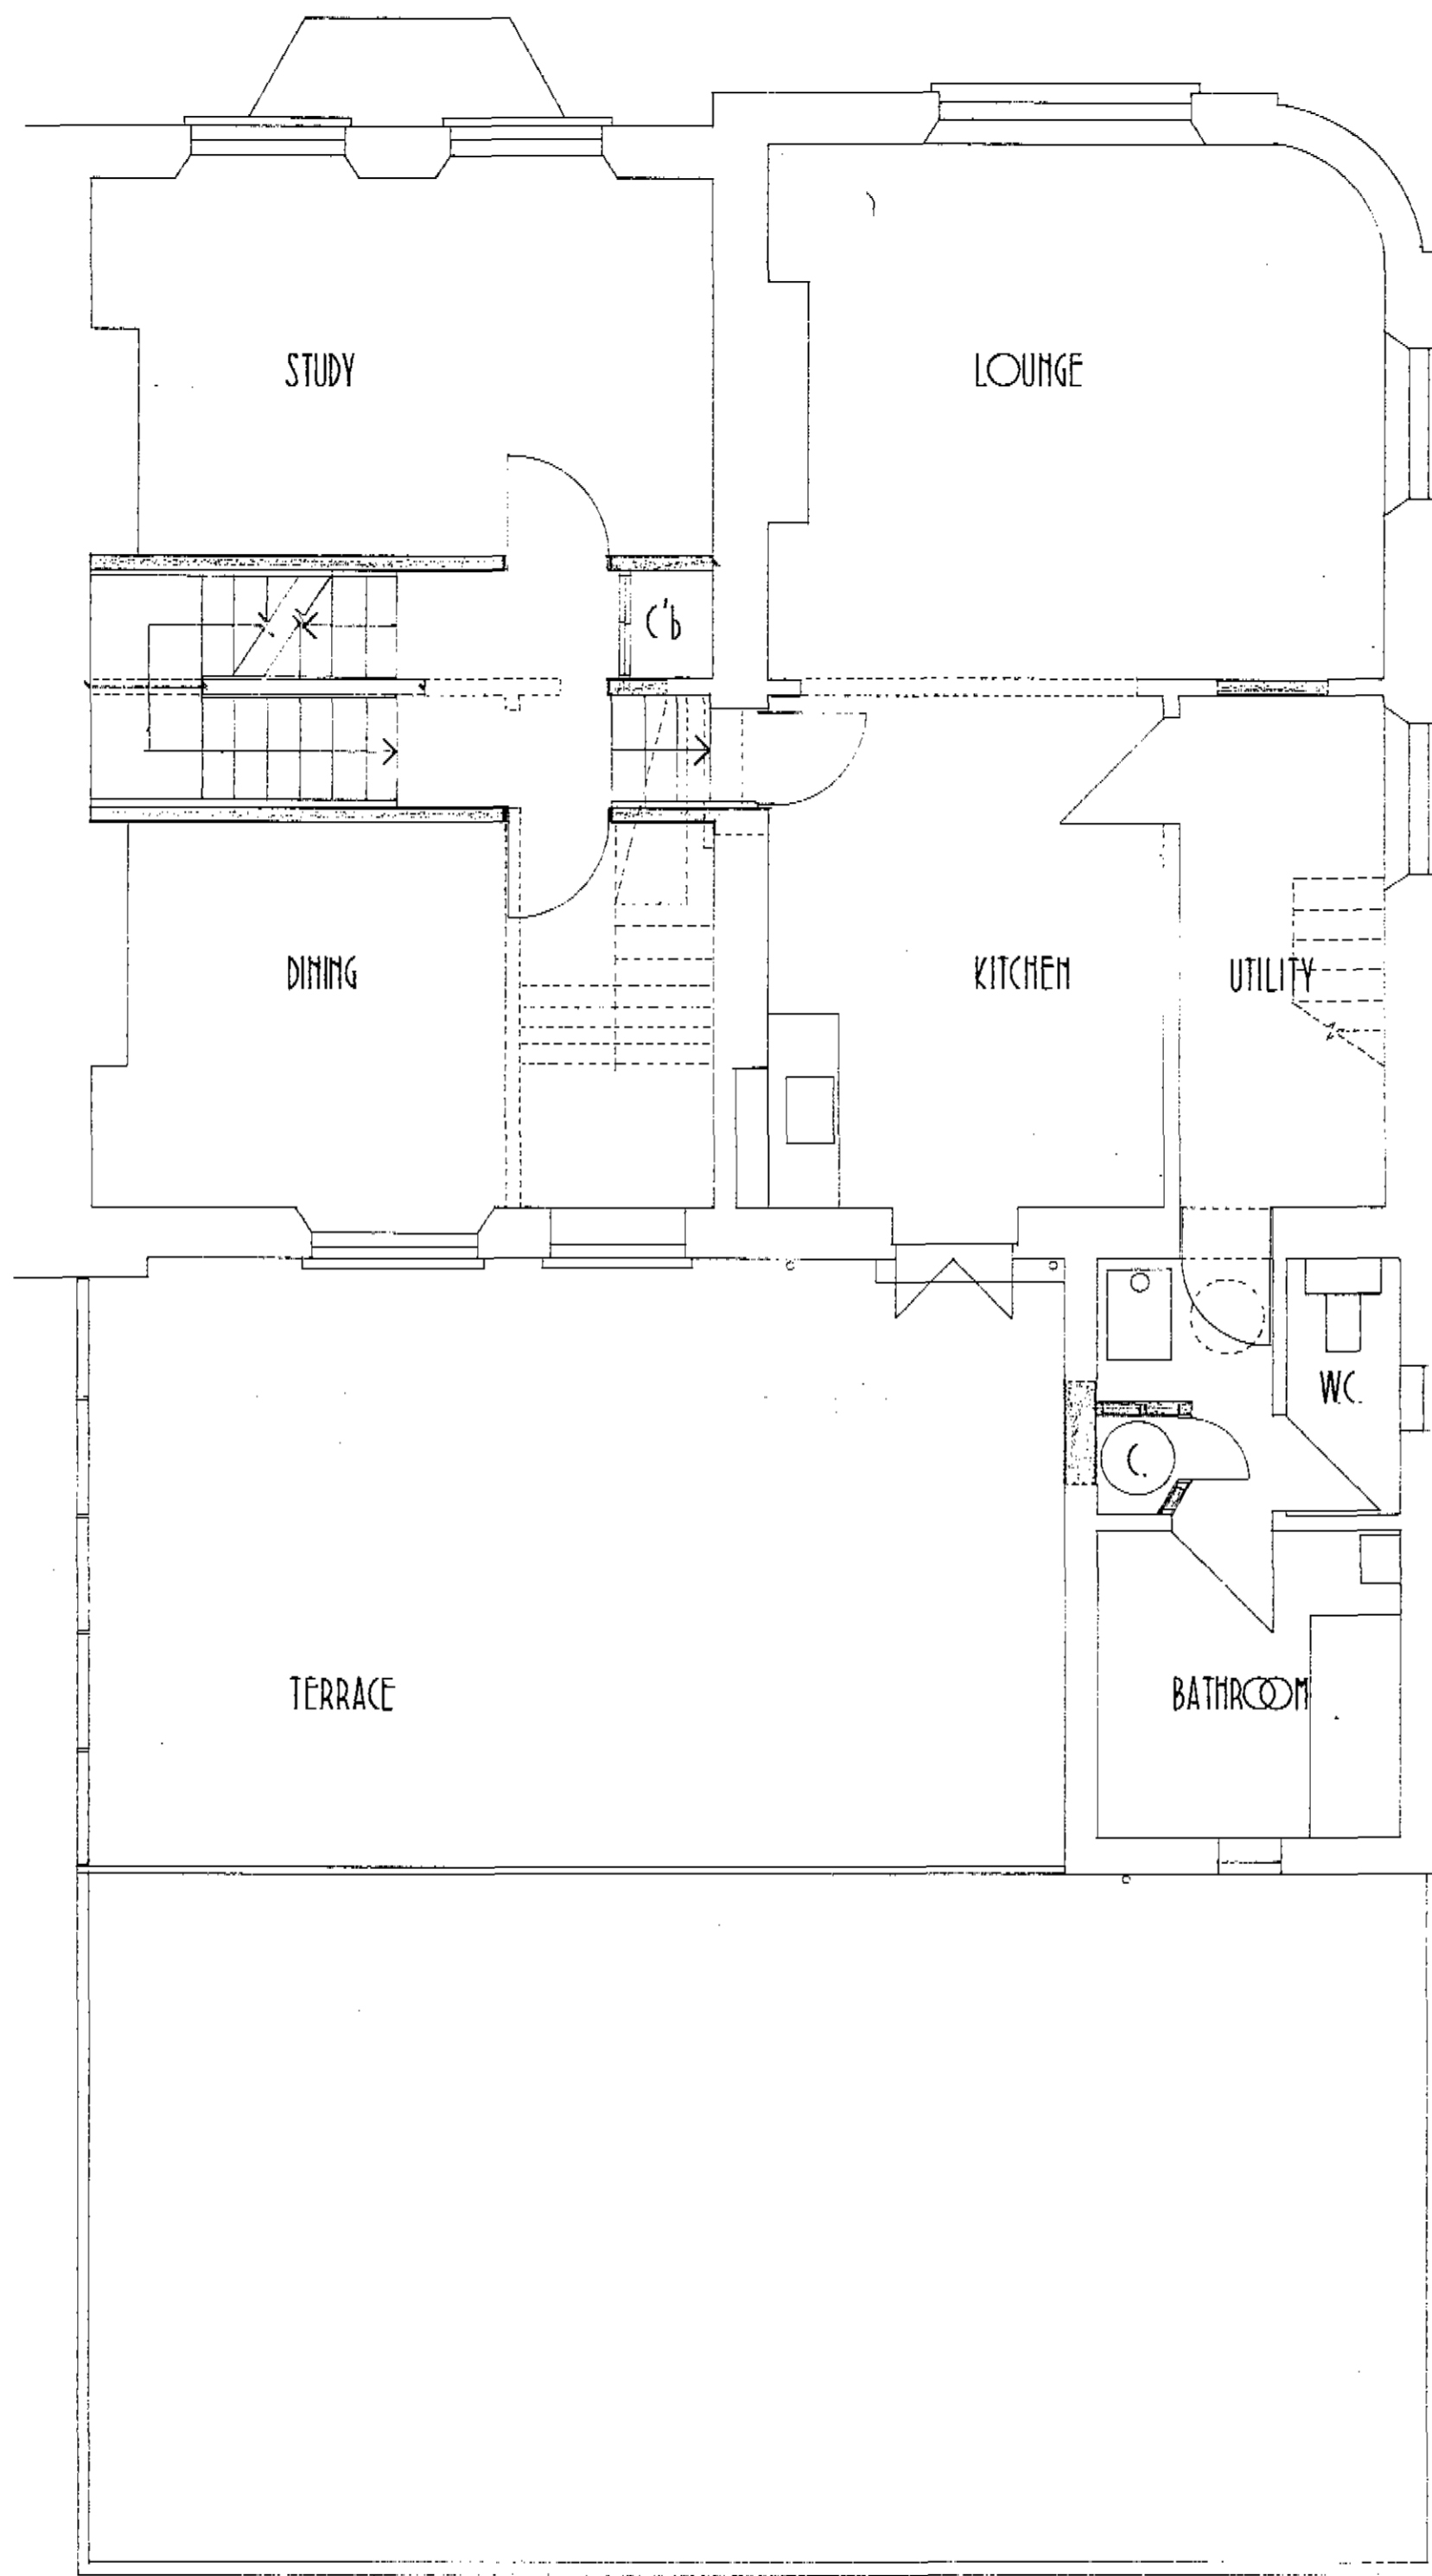 STUDY
LOUNGE
C'b
DINING
KITCHEN
UTILITY
W.C.
C.
TERRACE
BATHROOM